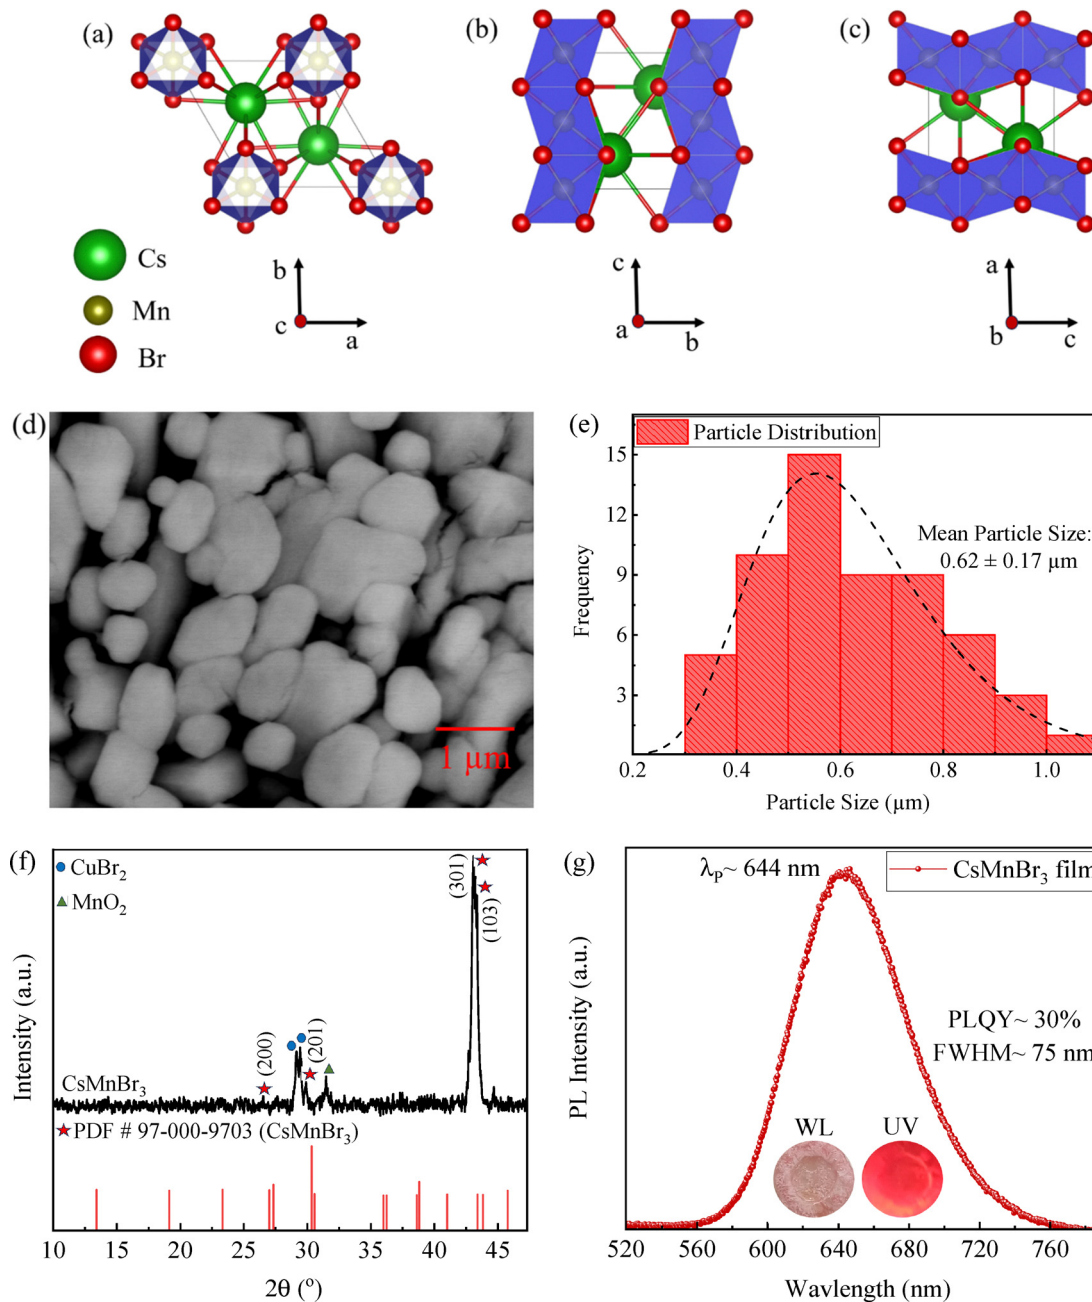 (a)
(b)
(c)
Cs
Mn
Br
b
c
a
c
a
b
a
b
c
(d)
1 μm
(e)
Particle Distribution
Mean Particle Size:
0.62 ± 0.17 μm
Frequency
15
12
9
6
3
0.2
0.4
0.6
0.8
1.0
Particle Size (μm)
(f)
CuBr₂
MnO₂
(200)
(201)
(301)
(103)
CsMnBr₃
PDF # 97-000-9703 (CsMnBr₃)
Intensity (a.u.)
10
15
20
25
30
35
40
45
2θ (º)
(g)
λP~ 644 nm
CsMnBr₃ film
PLQY~ 30%
FWHM~ 75 nm
WL
UV
PL Intensity (a.u.)
520
560
600
640
680
720
760
Wavelength (nm)